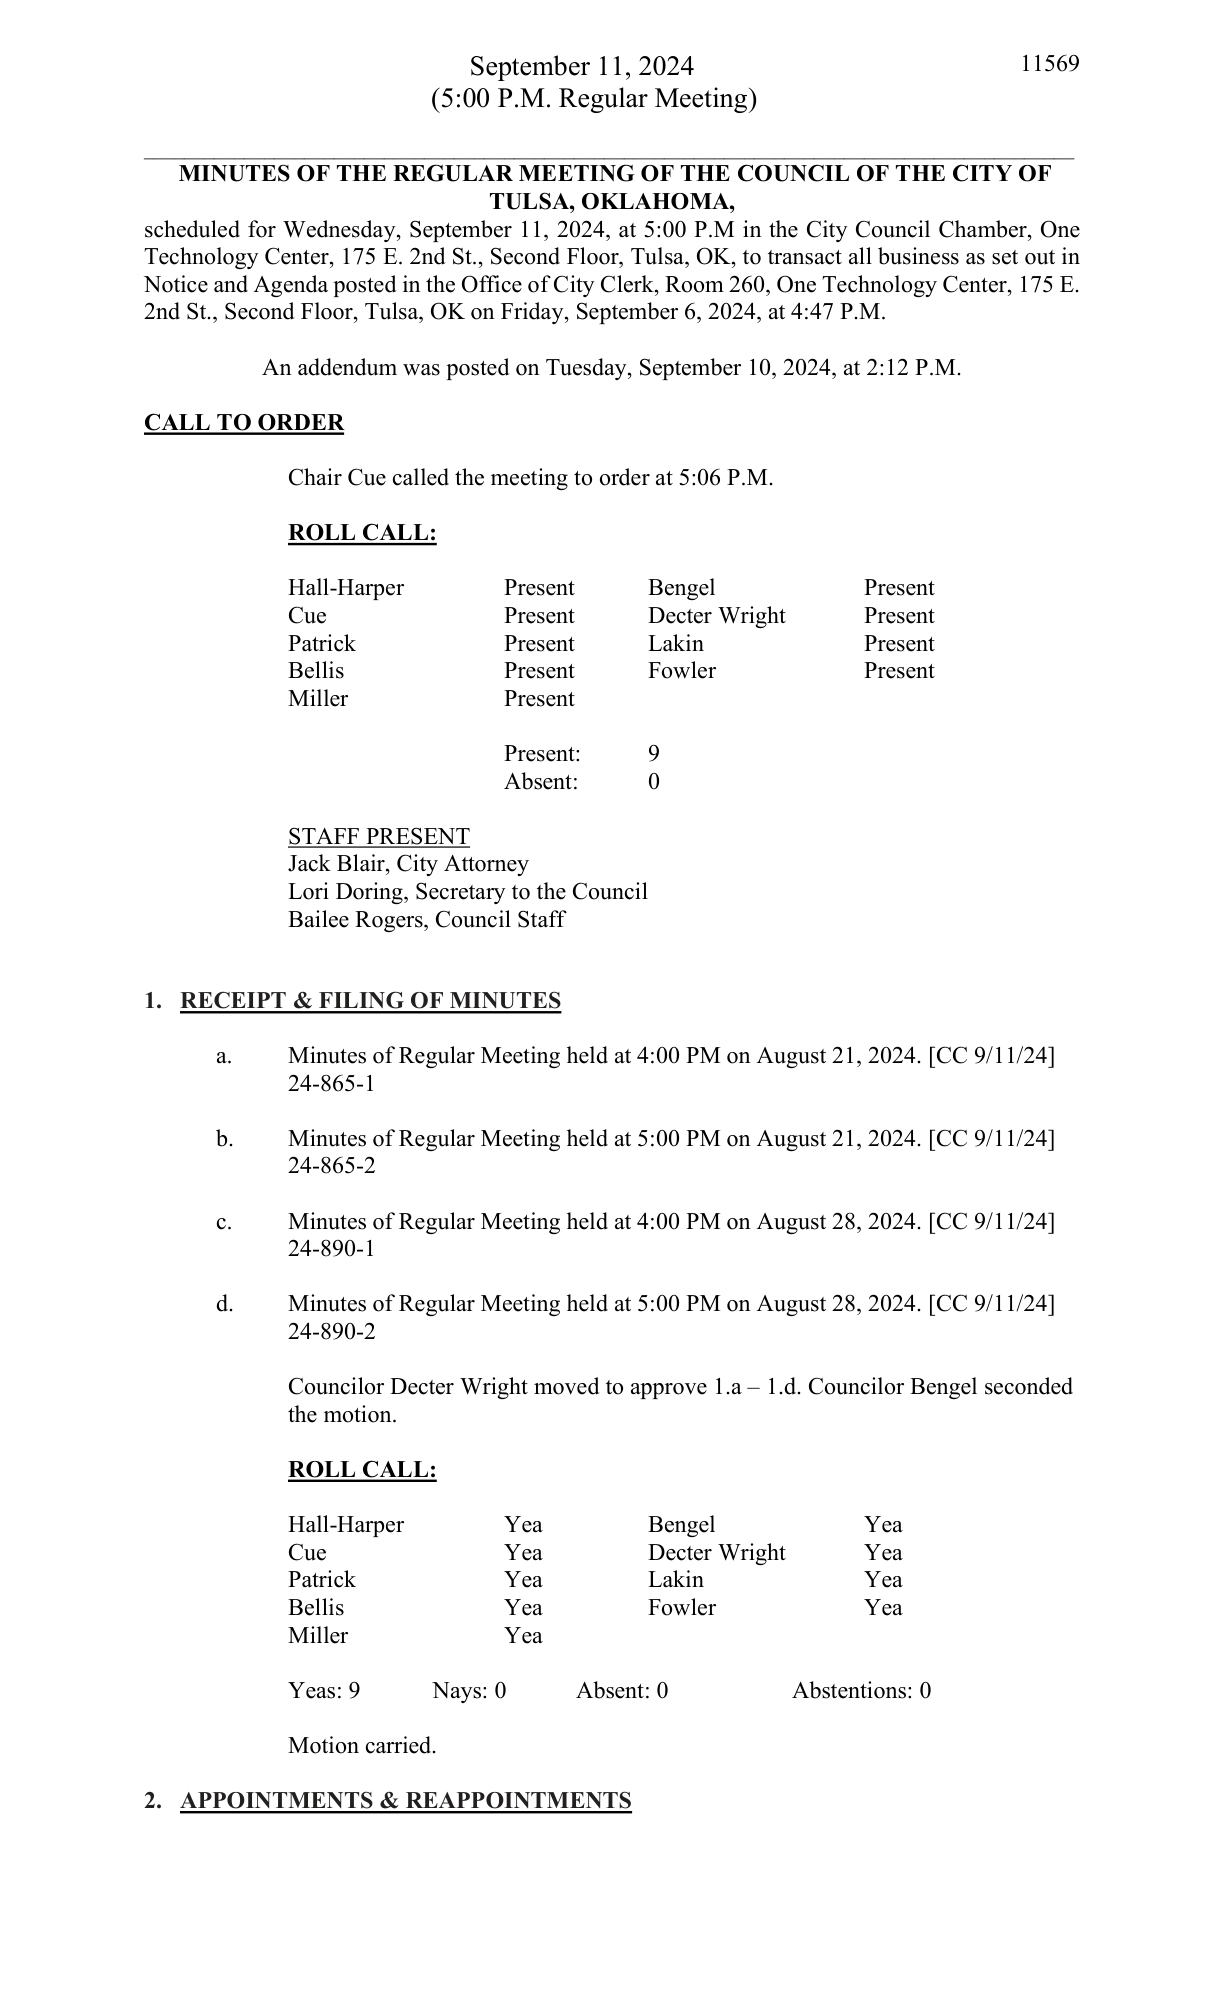 September 11, 2024 11569
(5:00 P.M. Regular Meeting)
MINUTES OF THE REGULAR MEETING OF THE COUNCIL OF THE CITY OF
TULSA, OKLAHOMA,
scheduled for Wednesday, September 11, 2024, at 5:00 P.M in the City Council Chamber, One
Technology Center, 175 E. 2nd St., Second Floor, Tulsa, OK, to transact all business as set out in
Notice and Agenda posted in the Office of City Clerk, Room 260, One Technology Center, 175 E.
2nd St., Second Floor, Tulsa, OK on Friday, September 6, 2024, at 4:47 P.M.
An addendum was posted on Tuesday, September 10, 2024, at 2:12 P.M.
CALL TO ORDER
Chair Cue called the meeting to order at 5:06 P.M.
ROLL CALL:
Hall-Harper Present Bengel Present
Cue Present Decter Wright Present
Patrick Present Lakin Present
Bellis Present Fowler Present
Miller Present
Present: 9
Absent: 0
STAFF PRESENT
Jack Blair, City Attorney
Lori Doring, Secretary to the Council
Bailee Rogers, Council Staff
1. RECEIPT & FILING OF MINUTES
a. Minutes of Regular Meeting held at 4:00 PM on August 21, 2024. [CC 9/11/24]
24-865-1
b. Minutes of Regular Meeting held at 5:00 PM on August 21, 2024. [CC 9/11/24]
24-865-2
c. Minutes of Regular Meeting held at 4:00 PM on August 28, 2024. [CC 9/11/24]
24-890-1
d. Minutes of Regular Meeting held at 5:00 PM on August 28, 2024. [CC 9/11/24]
24-890-2
Councilor Decter Wright moved to approve 1.a – 1.d. Councilor Bengel seconded
the motion.
ROLL CALL:
Hall-Harper Yea Bengel Yea
Cue Yea Decter Wright Yea
Patrick Yea Lakin Yea
Bellis Yea Fowler Yea
Miller Yea
Yeas: 9 Nays: 0 Absent: 0 Abstentions: 0
Motion carried.
2. APPOINTMENTS & REAPPOINTMENTS